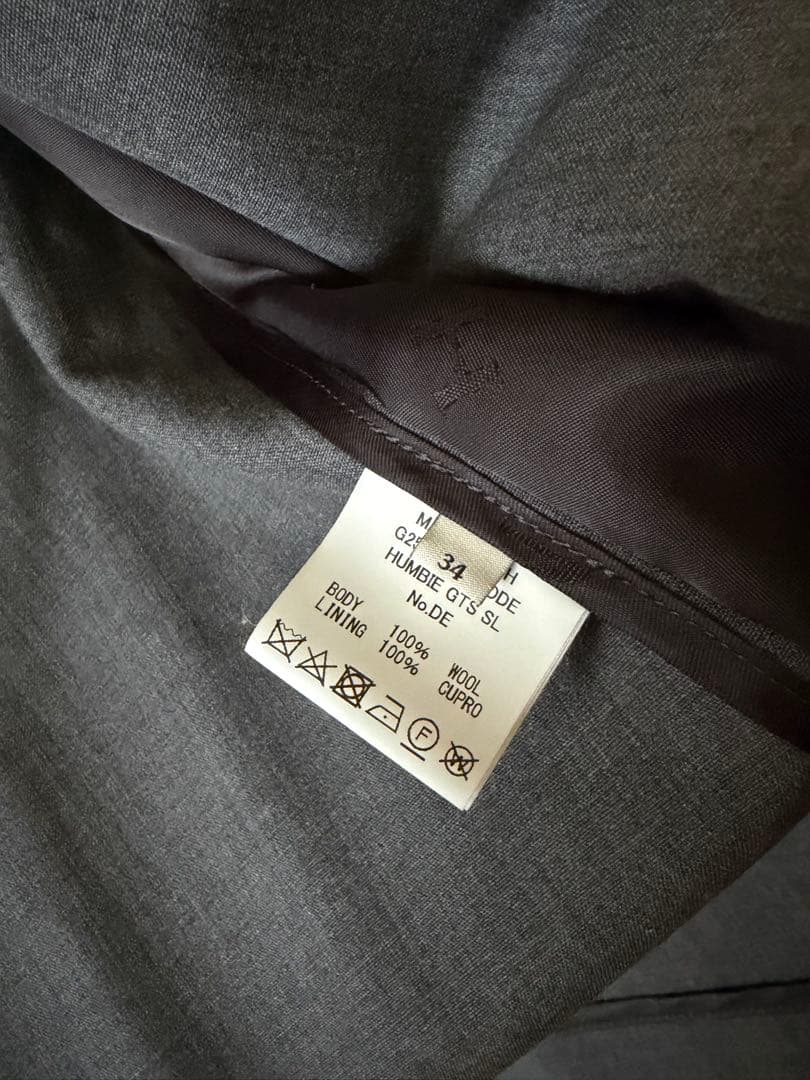 34
HUMBIE GTS SL
No.DE
BODY 100% WOOL
LINING 100% CUPRO
F
W